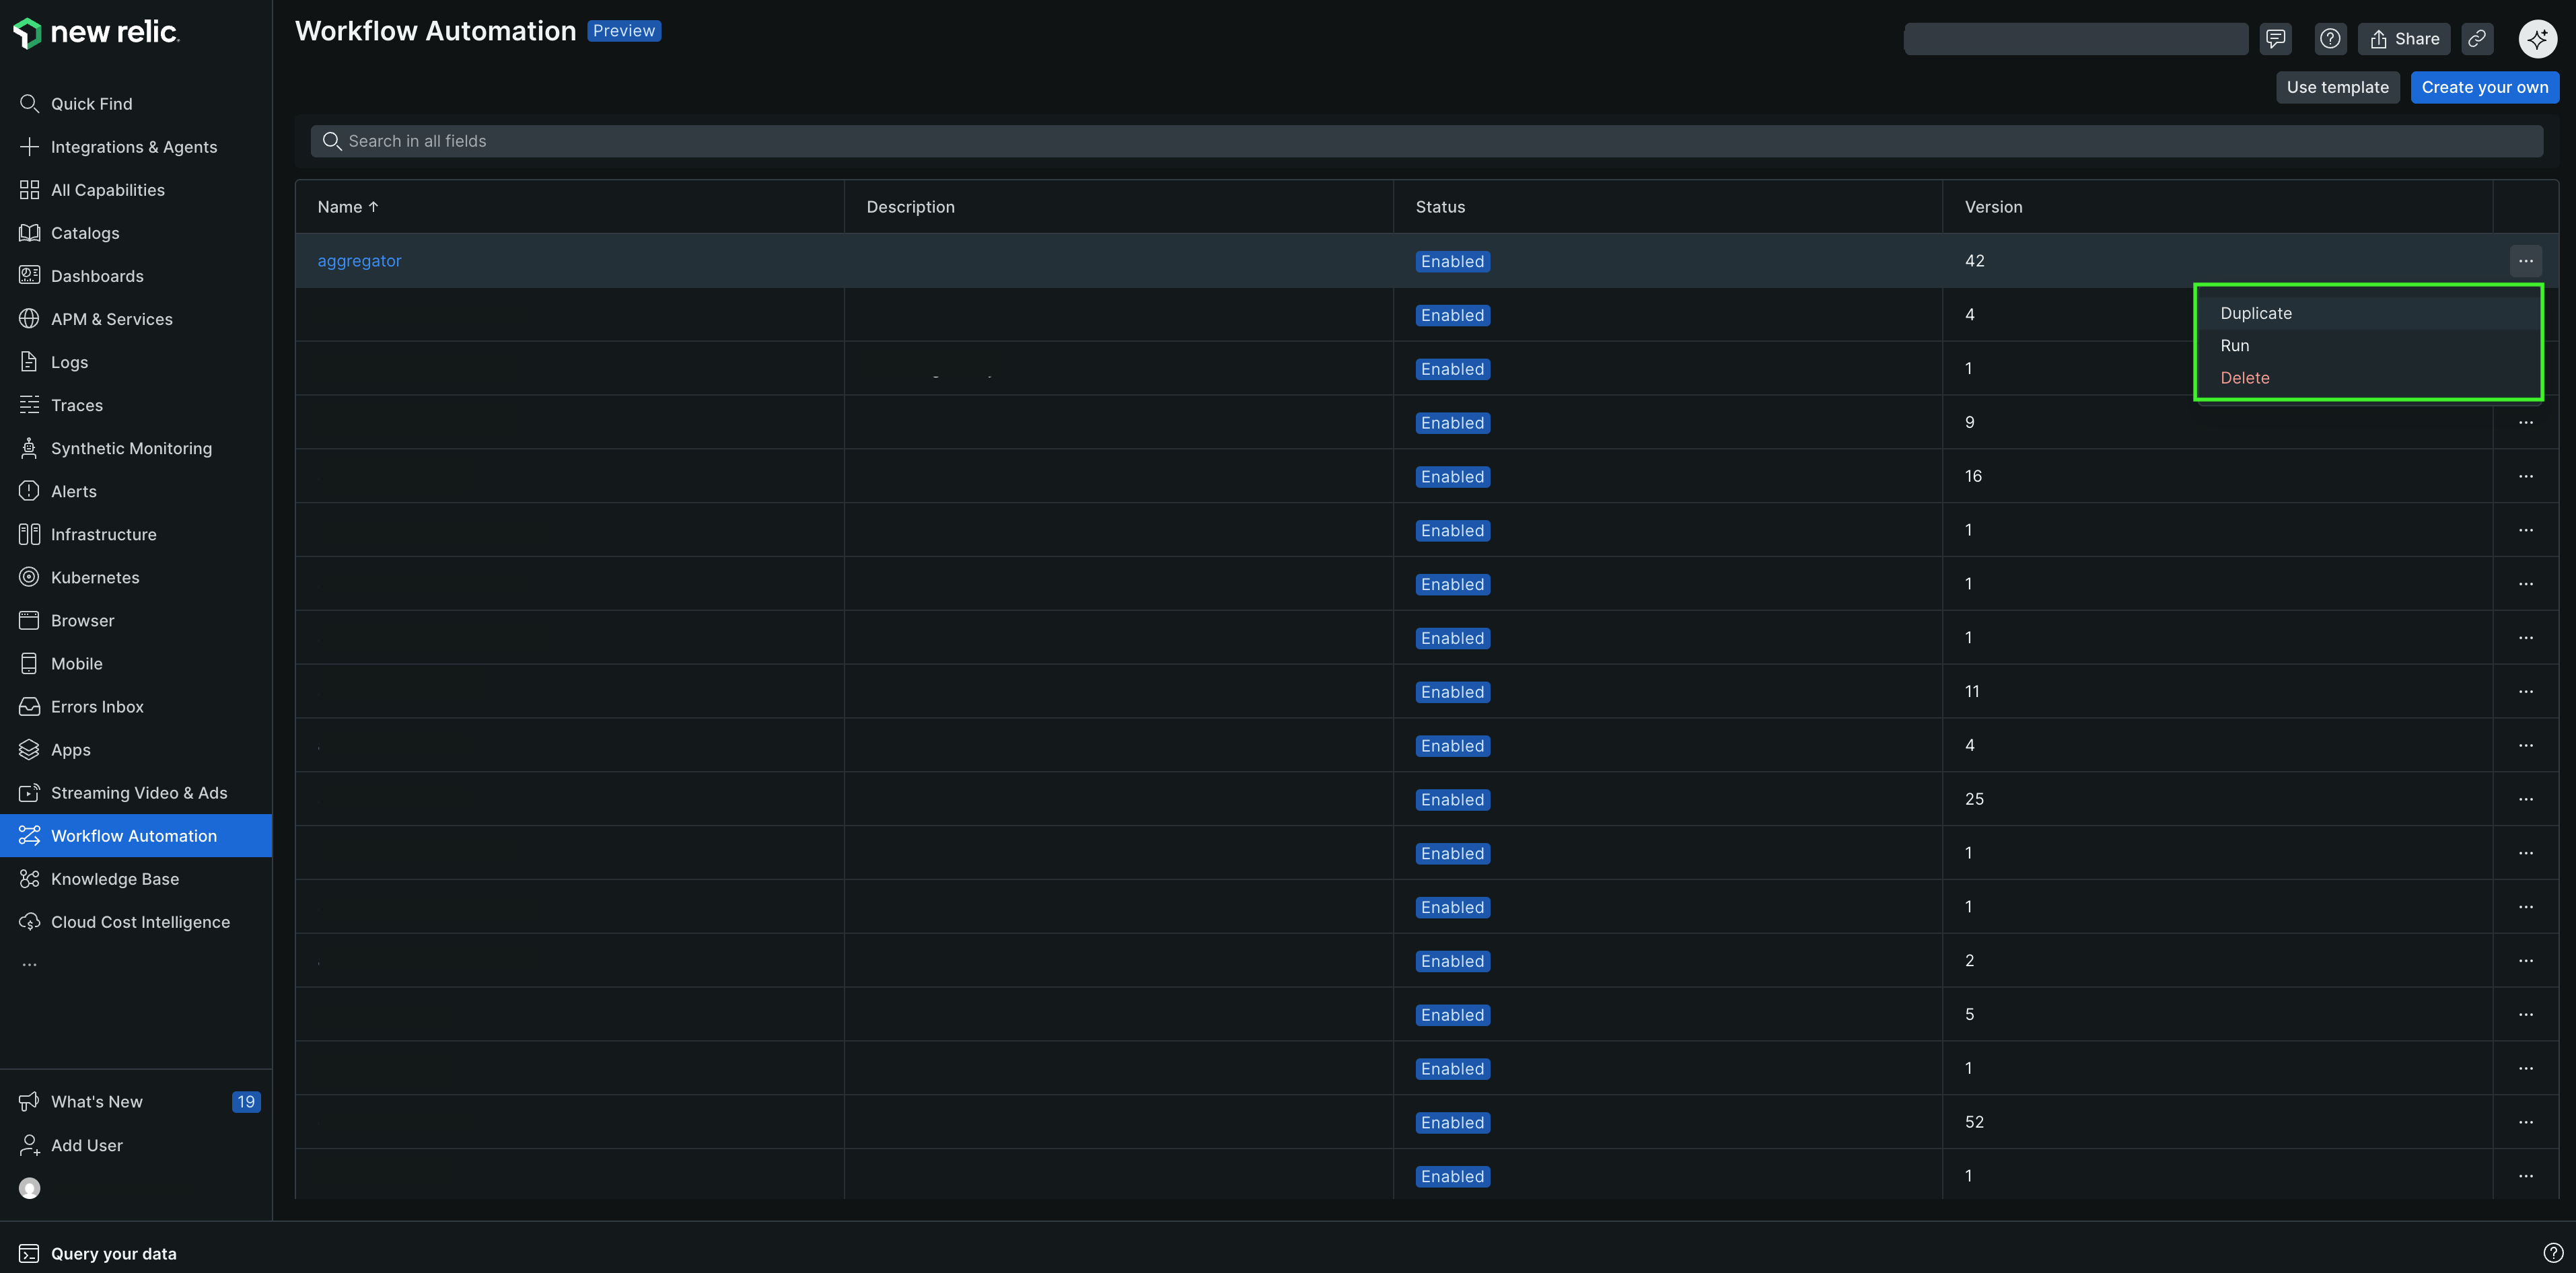 new relic.
Quick Find
Integrations & Agents
All Capabilities
Catalogs
Dashboards
APM & Services
Logs
Traces
Synthetic Monitoring
Alerts
Infrastructure
Kubernetes
Browser
Mobile
Errors Inbox
Apps
Streaming Video & Ads
Workflow Automation
Knowledge Base
Cloud Cost Intelligence
...
What's New 19
Add User
Query your data
Workflow Automation Preview
Share
Use template Create your own
Search in all fields
Name ↑ Description Status Version
aggregator Enabled 42 ...
Enabled 4
Enabled 1
Enabled 9 ...
Enabled 16 ...
Enabled 1 ...
Enabled 1 ...
Enabled 1 ...
Enabled 11 ...
Enabled 4 ...
Enabled 25 ...
Enabled 1 ...
Enabled 1 ...
Enabled 2 ...
Enabled 5 ...
Enabled 1 ...
Enabled 52 ...
Enabled 1 ...
Duplicate
Run
Delete